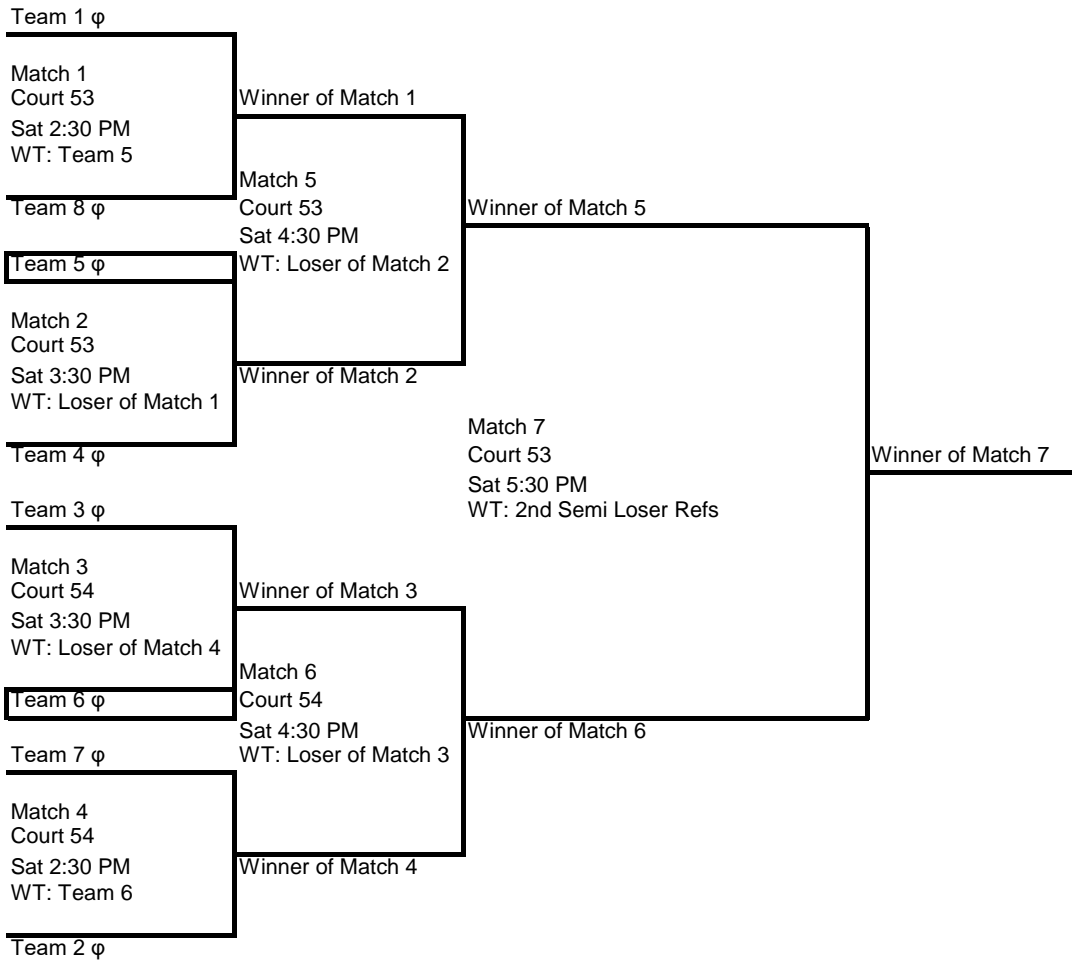 Team 1 φ
Match 1
Court 53
Sat 2:30 PM
WT: Team 5
Team 8 φ
Winner of Match 1
Match 5
Court 53
Sat 4:30 PM
WT: Loser of Match 2
Team 5 φ
Match 2
Court 53
Sat 3:30 PM
WT: Loser of Match 1
Team 4 φ
Winner of Match 2
Winner of Match 5
Match 7
Court 53
Sat 5:30 PM
WT: 2nd Semi Loser Refs
Winner of Match 7
Team 3 φ
Match 3
Court 54
Sat 3:30 PM
WT: Loser of Match 4
Team 6 φ
Winner of Match 3
Match 6
Court 54
Sat 4:30 PM
WT: Loser of Match 3
Winner of Match 6
Team 7 φ
Match 4
Court 54
Sat 2:30 PM
WT: Team 6
Team 2 φ
Winner of Match 4